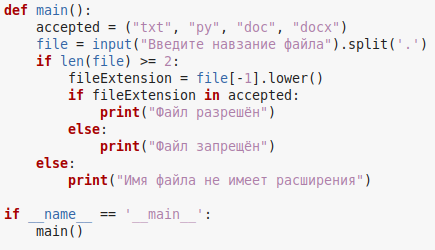 def main():
    accepted = ("txt", "py", "doc", "docx")
    file = input("Введите навзание файла").split('.')
    if len(file) >= 2:
        fileExtension = file[-1].lower()
        if fileExtension in accepted:
            print("Файл разрешён")
        else:
            print("Файл запрещён")
    else:
        print("Имя файла не имеет расширения")

if __name__ == '__main__':
    main()